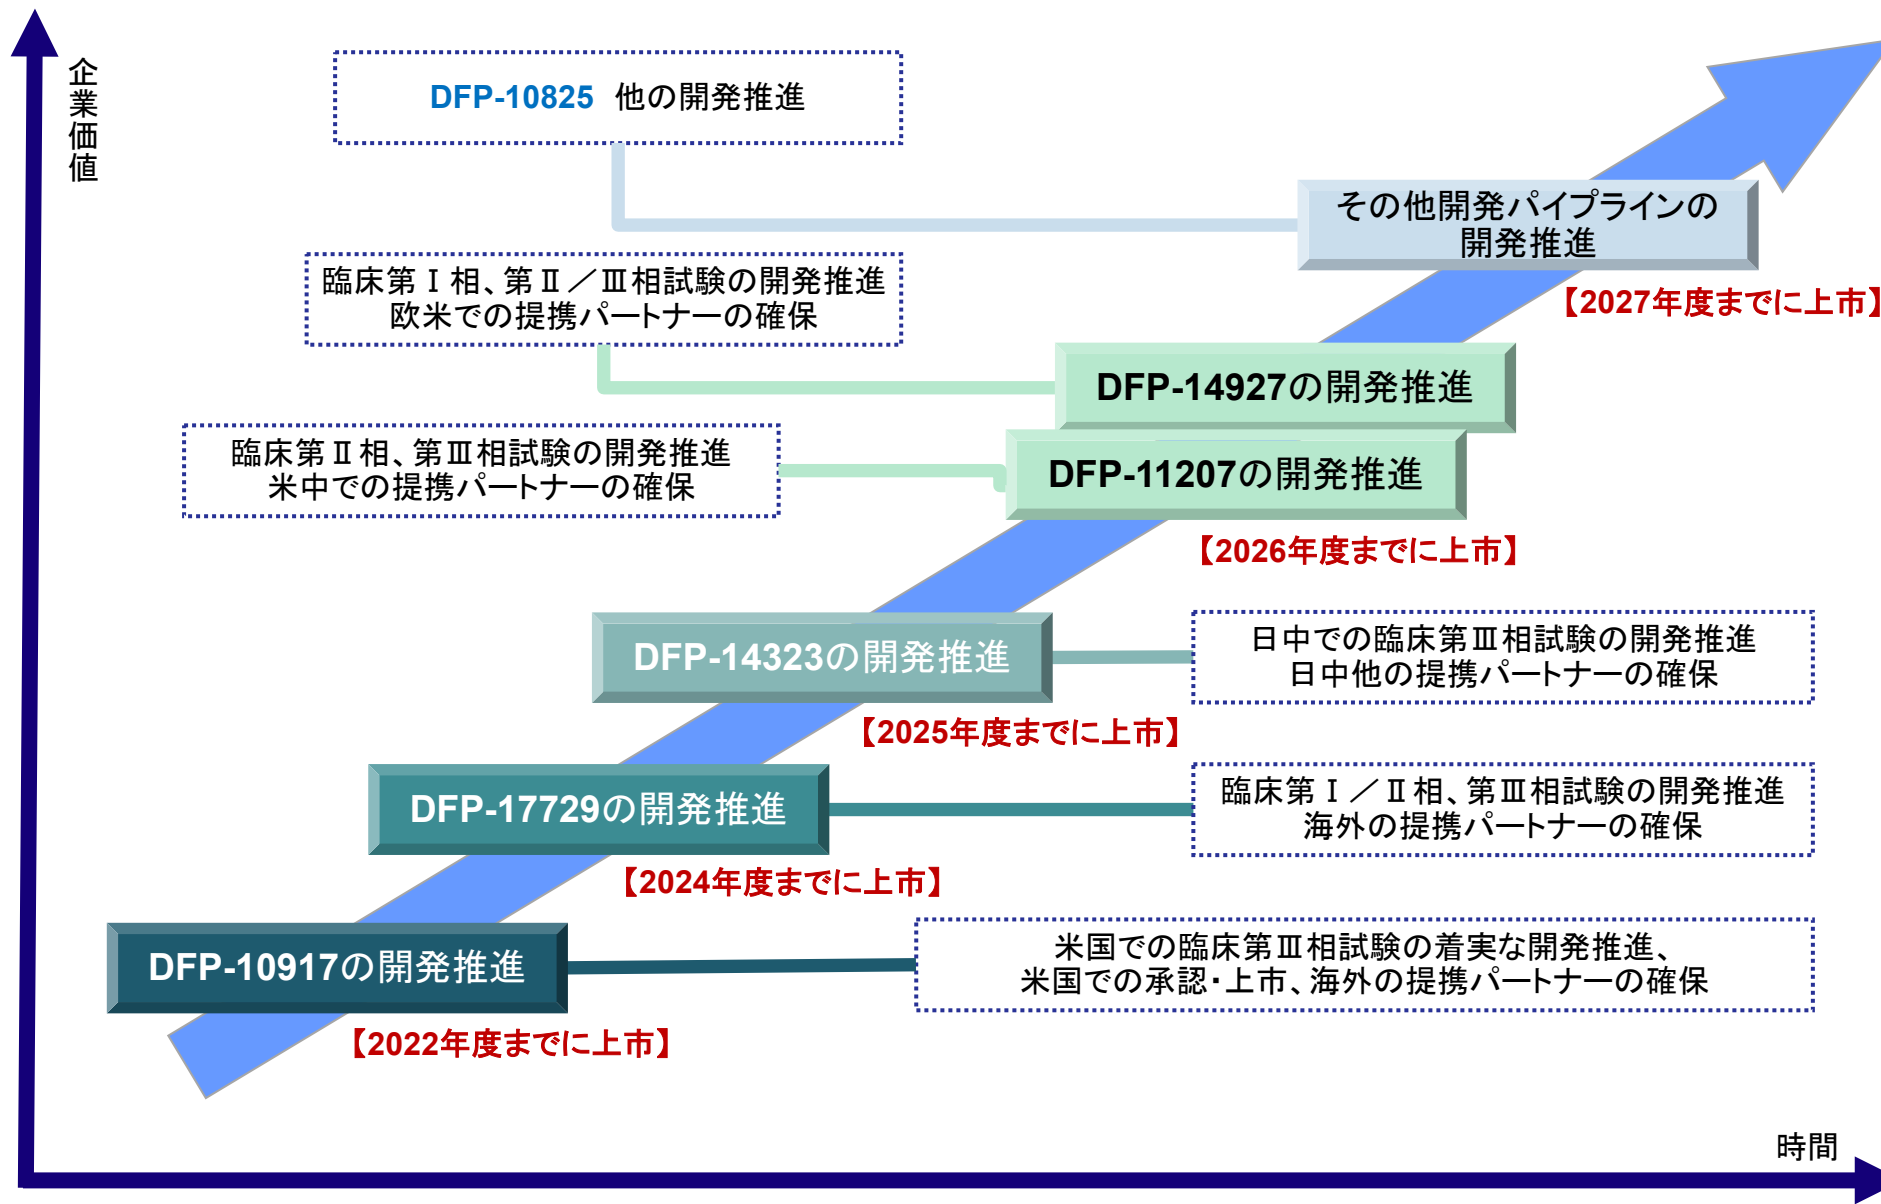 企業価値
DFP-10825 他の開発推進
その他開発パイプラインの
開発推進
【2027年度までに上市】
臨床第Ⅰ相、第Ⅱ／Ⅲ相試験の開発推進
欧米での提携パートナーの確保
DFP-14927の開発推進
臨床第Ⅱ相、第Ⅲ相試験の開発推進
米中での提携パートナーの確保
DFP-11207の開発推進
【2026年度までに上市】
DFP-14323の開発推進
日中での臨床第Ⅲ相試験の開発推進
日中他の提携パートナーの確保
【2025年度までに上市】
DFP-17729の開発推進
臨床第Ⅰ／Ⅱ相、第Ⅲ相試験の開発推進
海外の提携パートナーの確保
【2024年度までに上市】
DFP-10917の開発推進
米国での臨床第Ⅲ相試験の着実な開発推進、
米国での承認・上市、海外の提携パートナーの確保
【2022年度までに上市】
時間